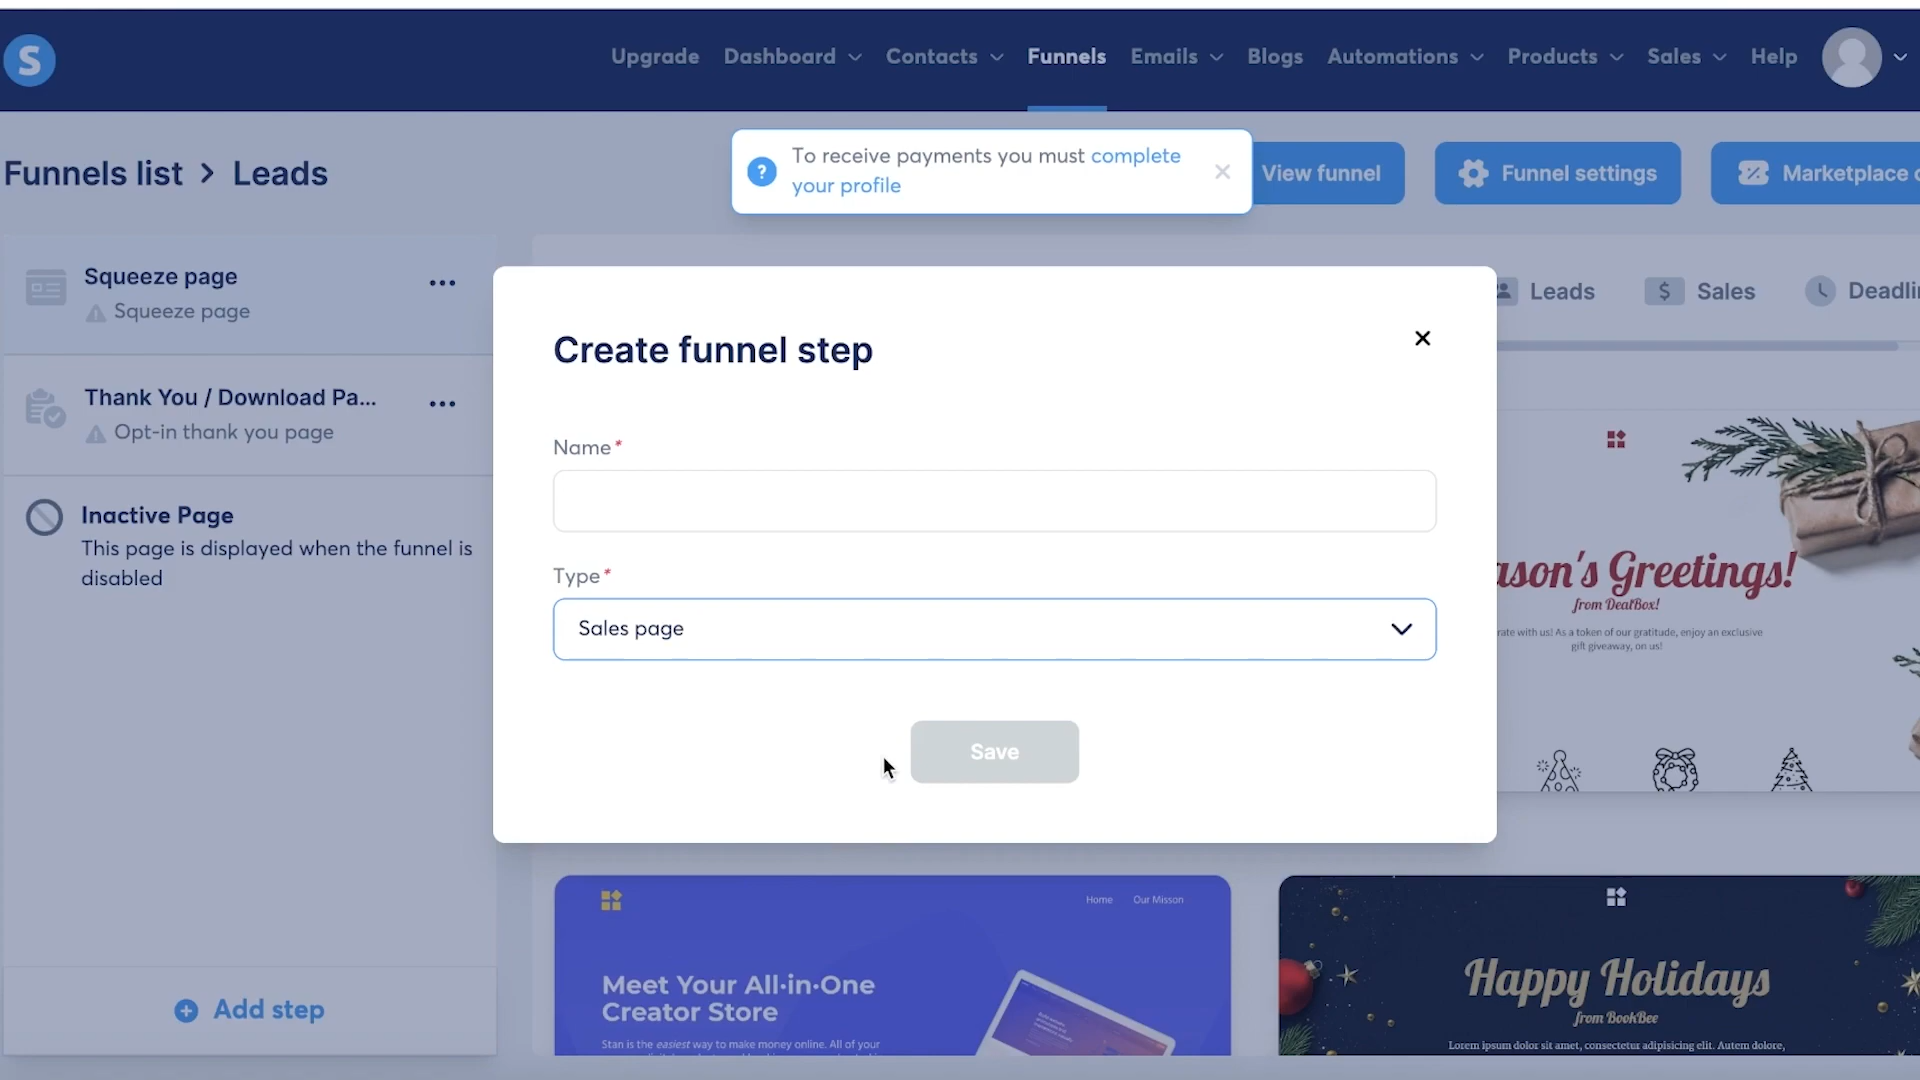 S
Upgrade Dashboard Contacts Funnels Emails Blogs Automations Products Sales Help
Funnels list > Leads
? To receive payments you must complete
your profile
View funnel
Funnel settings
Marketplace
Squeeze page
Squeeze page
Thank You / Download Pa...
Opt-in thank you page
Inactive Page
This page is displayed when the funnel is
disabled
Add step
Leads
$ Sales
Deadli
Create funnel step
Name*
Type*
Sales page
Save
ason's Greetings!
from DealBox!
rate with us! As a token of our gratitude, enjoy an exclusive
gift giveaway, on us!
Home Our Misson
Meet Your All-in-One
Creator Store
Stan is the easiest way to make money online. All of your
Happy Holidays
from BookBee
Lorem ipsum dolor sit amet, consectetur adipisicing elit. Autem dolore,